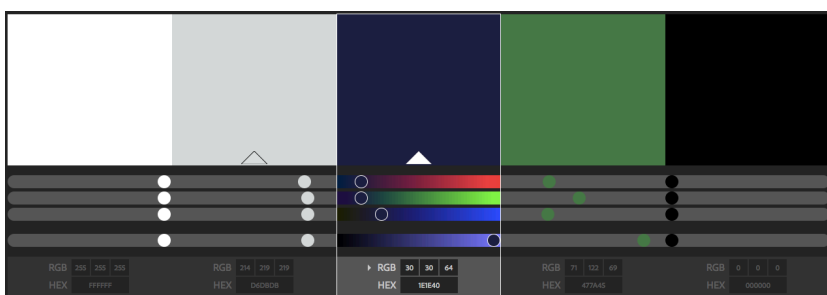 RGB 255 255 255
HEX FFFFFF
RGB 214 219 219
HEX D6DBDB
RGB 30 30 64
HEX 1E1E40
RGB 71 122 69
HEX 477A45
RGB 0 0 0
HEX 000000